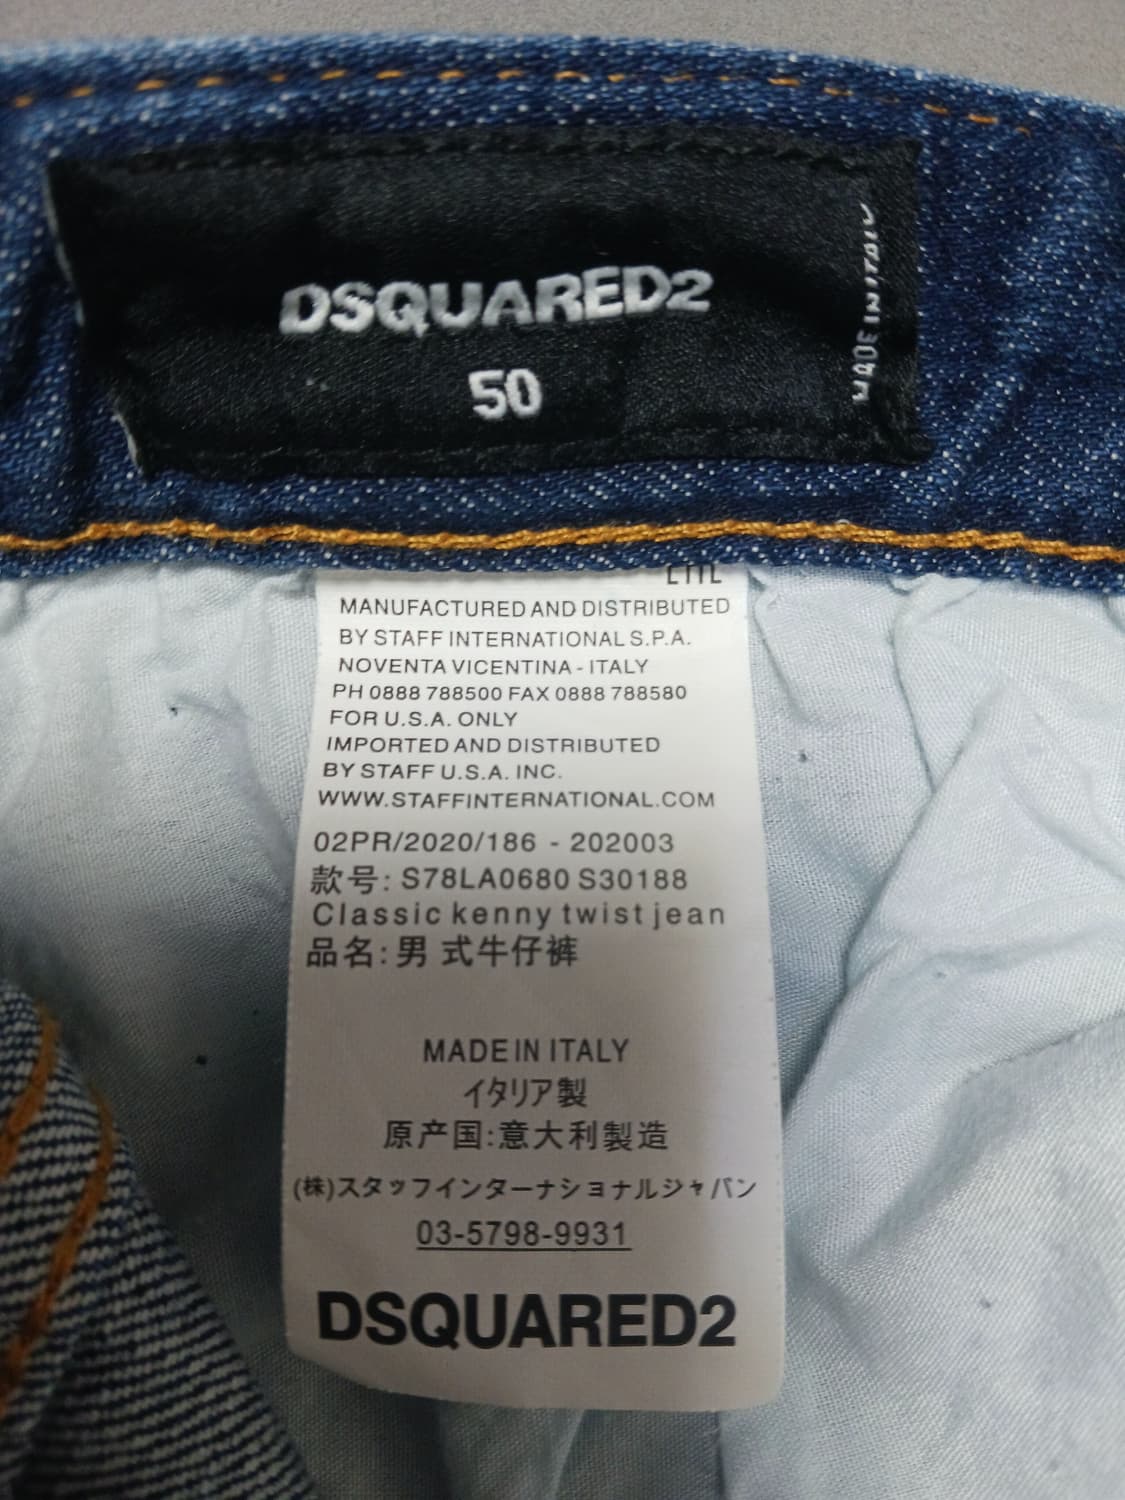 DSQUARED2
50
MADE IN ITALY
MANUFACTURED AND DISTRIBUTED
BY STAFF INTERNATIONAL S.P.A.
NOVENTA VICENTINA - ITALY
PH 0888 788500 FAX 0888 788580
FOR U.S.A. ONLY
IMPORTED AND DISTRIBUTED
BY STAFF U.S.A. INC.
WWW.STAFFINTERNATIONAL.COM
02PR/2020/186 - 202003
款号: S78LA0680 S30188
Classic kenny twist jean
品名: 男 式牛仔裤
MADE IN ITALY
イタリア製
原产国:意大利製造
(株)スタッフインターナショナルジャパン
03-5798-9931
DSQUARED2